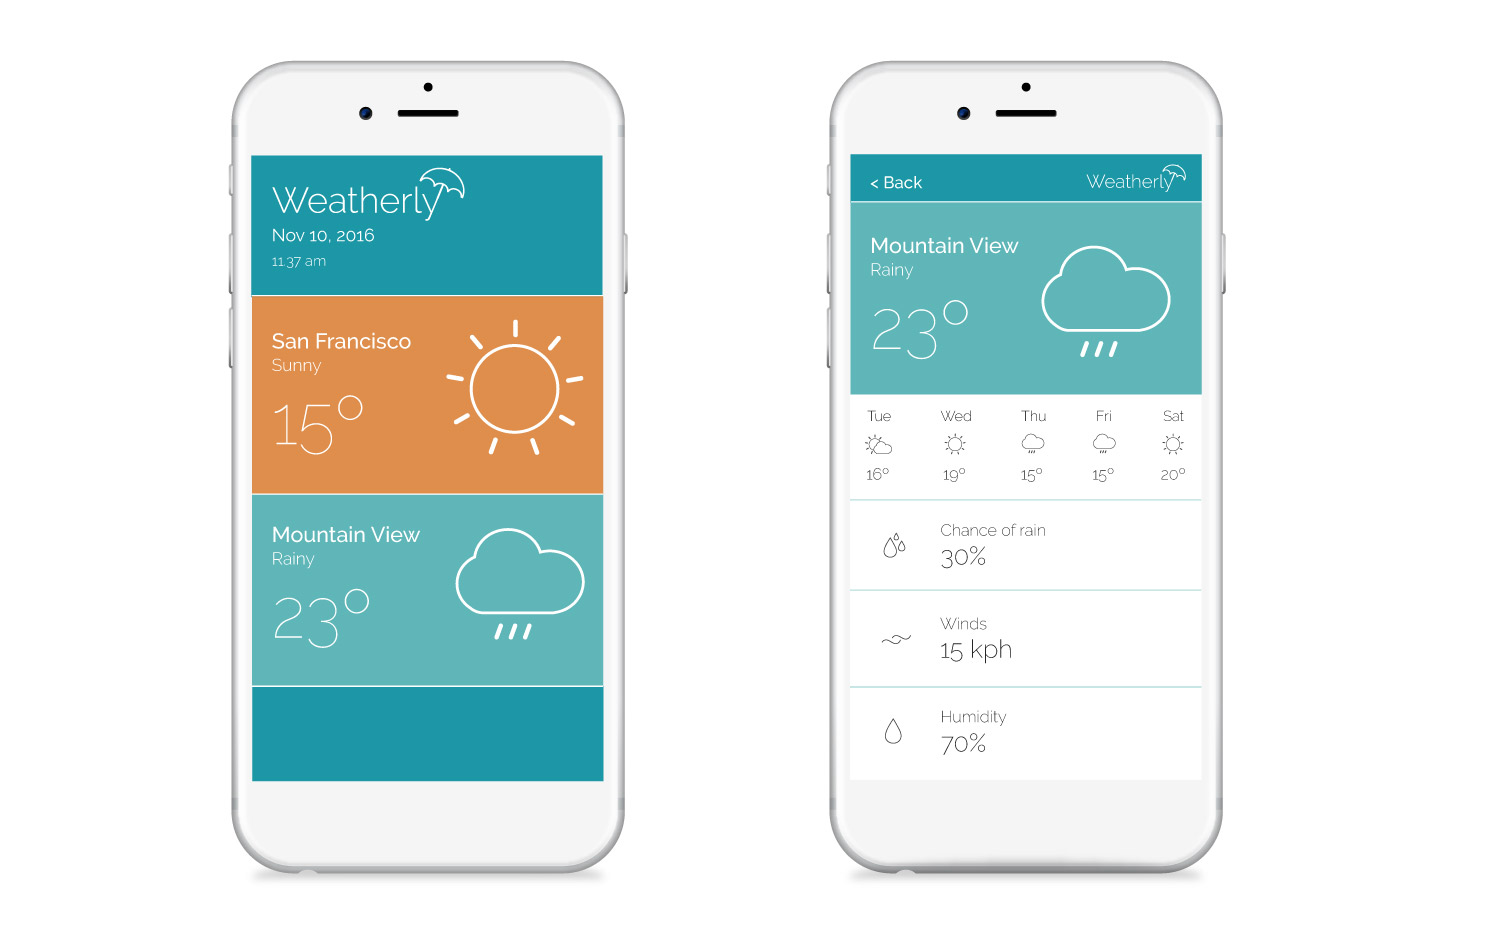 Weatherly
Nov 10, 2016
11:37 am
San Francisco
Sunny
15°
Mountain View
Rainy
23°
< Back
Weatherly
Mountain View
Rainy
23°
Tue Wed Thu Fri Sat
16° 19° 15° 15° 20°
Chance of rain
30%
Winds
15 kph
Humidity
70%